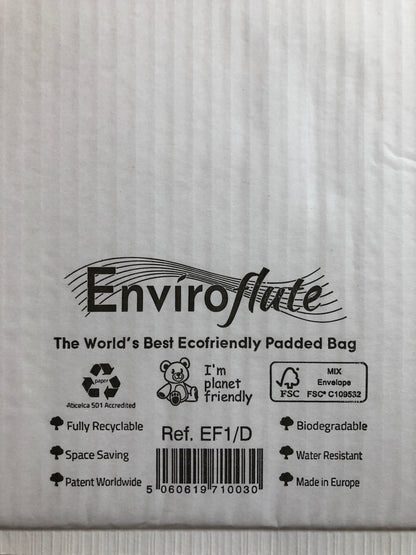 Enviroflute
The World's Best Ecofriendly Padded Bag
paper
Aticelca 501 Accredited
I'm
planet
friendly
MIX
Envelope
FSC
FSC® C109532
Fully Recyclable
Space Saving
Patent Worldwide
Ref. EF1/D
5 060619 710030
Biodegradable
Water Resistant
Made in Europe